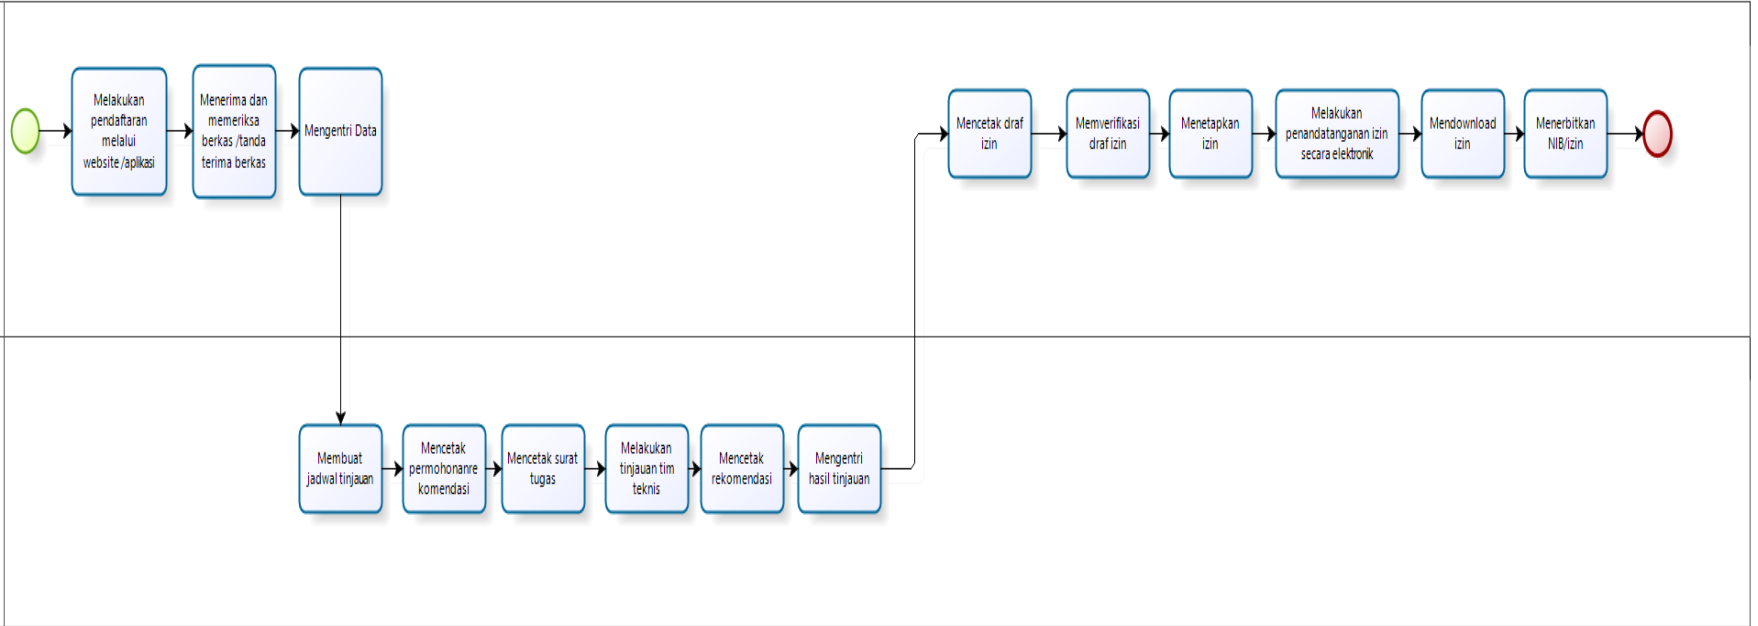 Melakukan
pendaftaran
melalui
website /aplikasi
Menerima dan
memeriksa
berkas /tanda
terima berkas
Mengentri Data
Membuat
jadwal tinjauan
Mencetak
permohonanre
komendasi
Mencetak surat
tugas
Melakukan
tinjauan tim
teknis
Mencetak
rekomendasi
Mengentri
hasil tinjauan
Mencetak draf
izin
Memverifikasi
draf izin
Menetapkan
izin
Melakukan
penandatanganan izin
secara elektronik
Mendownload
izin
Menerbitkan
NIB/izin